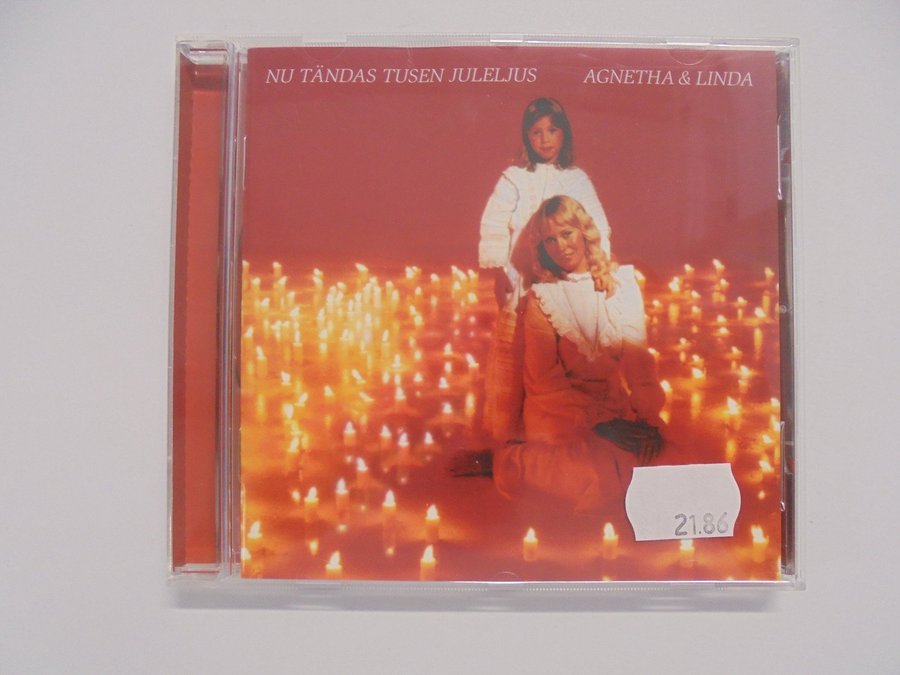 NU TÄNDAS TUSEN JULELJUS AGNETHA & LINDA
21.86